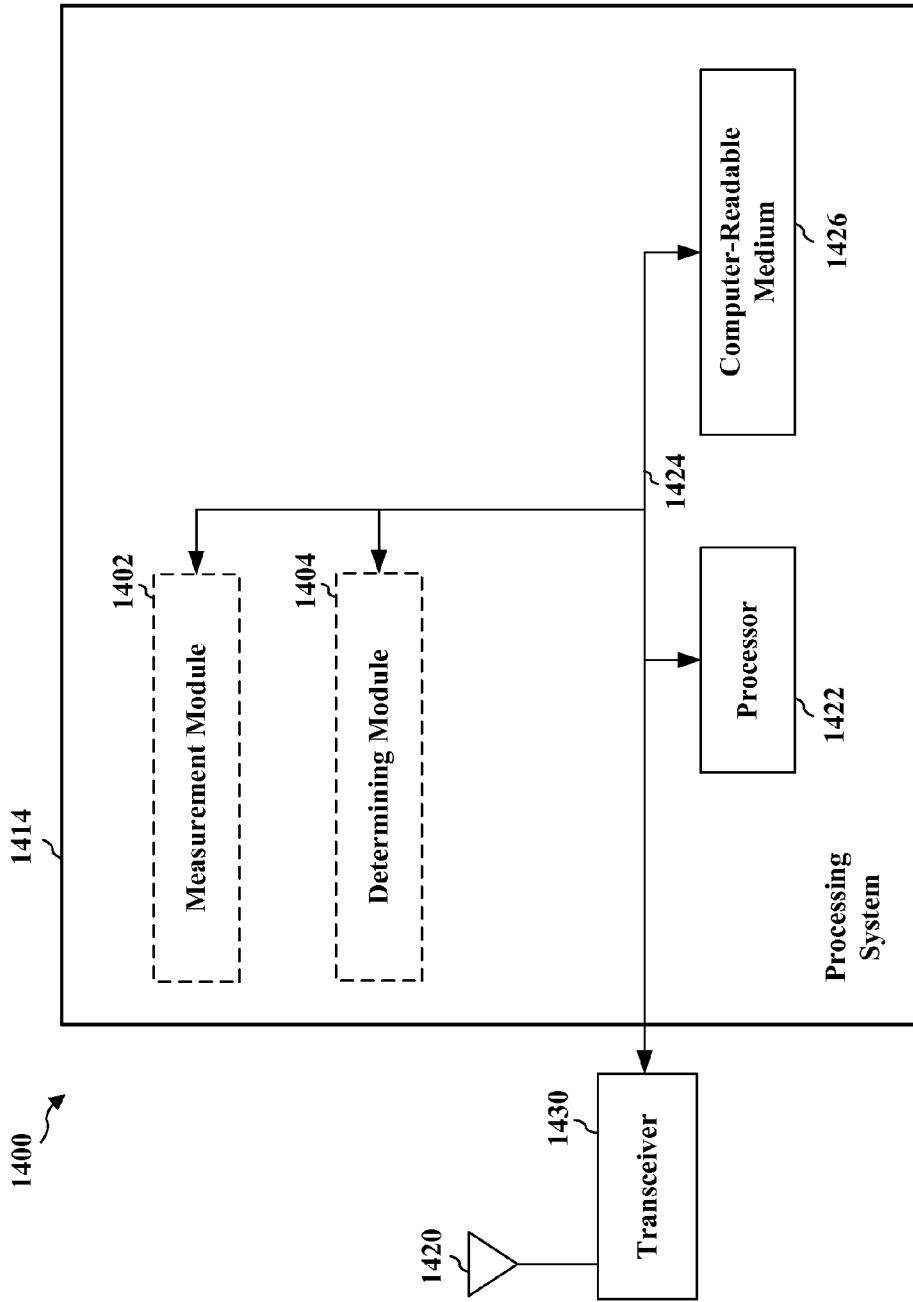 1400
1414
1402
Measurement Module
1404
Determining Module
1420
1430
Transceiver
1424
Processor
1422
Computer-Readable
Medium
1426
Processing
System